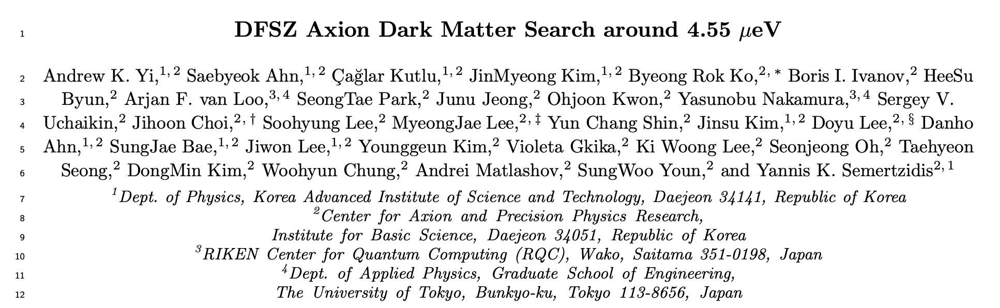 1 DFSZ Axion Dark Matter Search around 4.55 μeV
2 Andrew K. Yi,1, 2 Saebyeok Ahn,1, 2 Çağlar Kutlu,1, 2 JinMyeong Kim,1, 2 Byeong Rok Ko,2, * Boris I. Ivanov,2 HeeSu
3 Byun,2 Arjan F. van Loo,3, 4 SeongTae Park,2 Junu Jeong,2 Ohjoon Kwon,2 Yasunobu Nakamura,3, 4 Sergey V.
4 Uchaikin,2 Jihoon Choi,2, † Soohyung Lee,2 MyeongJae Lee,2, ‡ Yun Chang Shin,2 Jinsu Kim,1, 2 Doyu Lee,2, § Danho
5 Ahn,1, 2 SungJae Bae,1, 2 Jiwon Lee,1, 2 Younggeun Kim,2 Violeta Gkika,2 Ki Woong Lee,2 Seonjeong Oh,2 Taehyeon
6 Seong,2 DongMin Kim,2 Woohyun Chung,2 Andrei Matlashov,2 SungWoo Youn,2 and Yannis K. Semertzidis2, 1
7 1Dept. of Physics, Korea Advanced Institute of Science and Technology, Daejeon 34141, Republic of Korea
8 2Center for Axion and Precision Physics Research,
9 Institute for Basic Science, Daejeon 34051, Republic of Korea
10 3RIKEN Center for Quantum Computing (RQC), Wako, Saitama 351-0198, Japan
11 4Dept. of Applied Physics, Graduate School of Engineering,
12 The University of Tokyo, Bunkyo-ku, Tokyo 113-8656, Japan